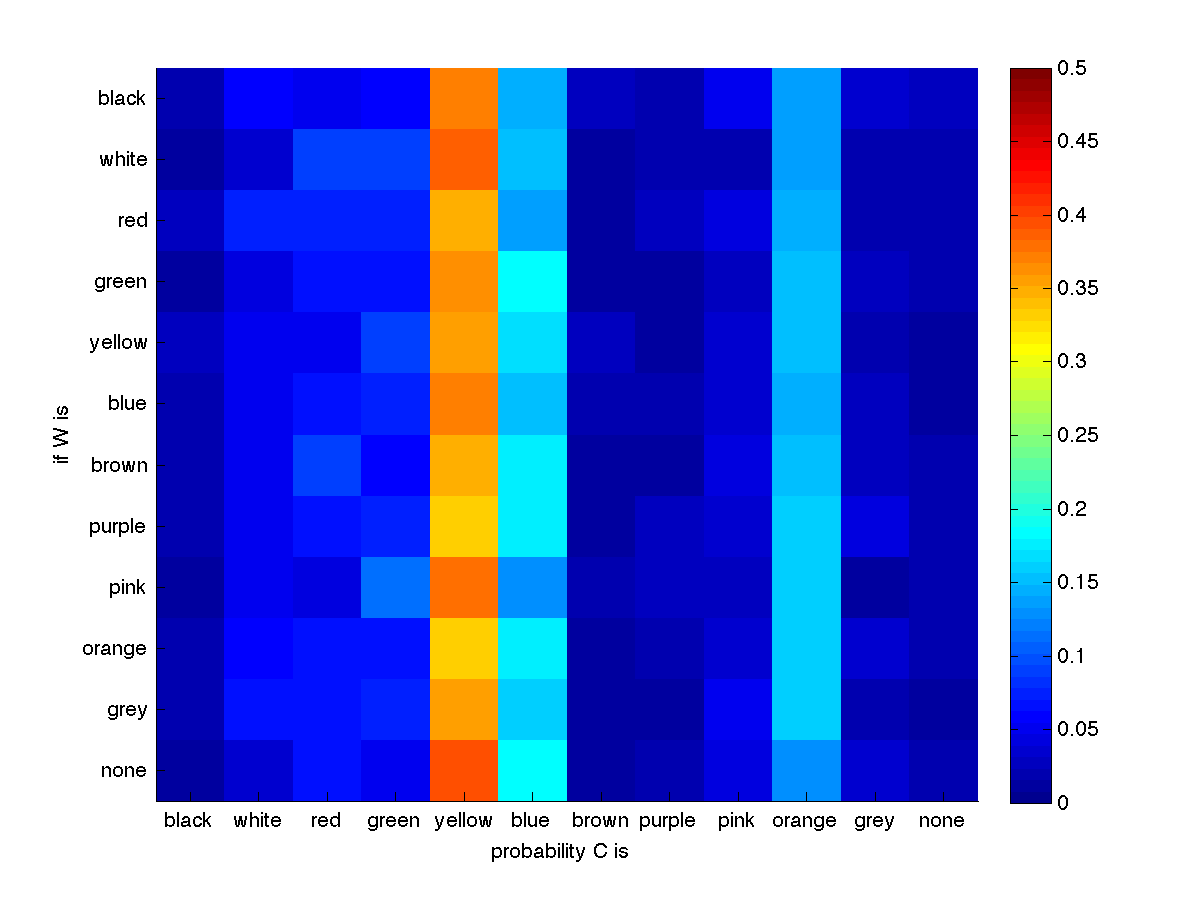 black
white
red
green
yellow
blue
brown
purple
pink
orange
grey
none
if W is
black white red green yellow blue brown purple pink orange grey none
probability C is
0.5
0.45
0.4
0.35
0.3
0.25
0.2
0.15
0.1
0.05
0